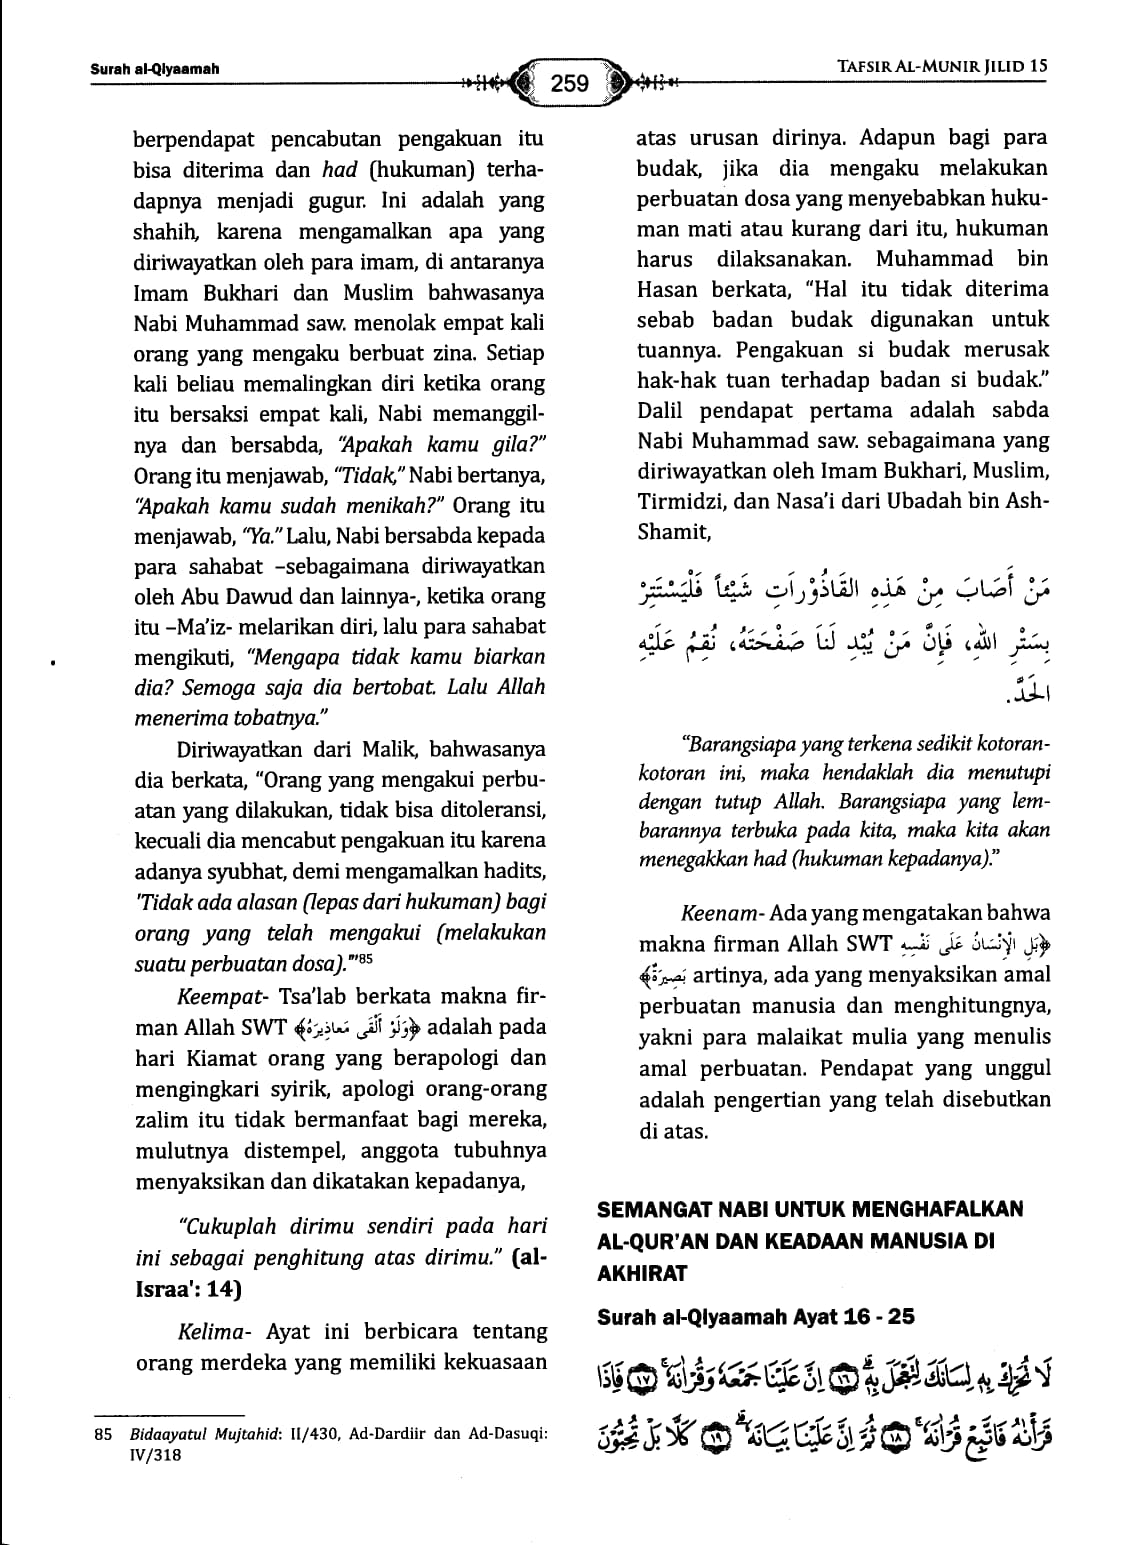 Surah al-Qiyaamah
259
TAFSIR AL-MUNIR JILID 15
berpendapat pencabutan pengakuan itu
bisa diterima dan had (hukuman) terha-
dapnya menjadi gugur. Ini adalah yang
shahih, karena mengamalkan apa yang
diriwayatkan oleh para imam, di antaranya
Imam Bukhari dan Muslim bahwasanya
Nabi Muhammad saw. menolak empat kali
orang yang mengaku berbuat zina. Setiap
kali beliau memalingkan diri ketika orang
itu bersaksi empat kali, Nabi memanggil-
nya dan bersabda, “Apakah kamu gila?”
Orang itu menjawab, “Tidak,” Nabi bertanya,
“Apakah kamu sudah menikah?” Orang itu
menjawab, “Ya.” Lalu, Nabi bersabda kepada
para sahabat –sebagaimana diriwayatkan
oleh Abu Dawud dan lainnya-, ketika orang
itu –Ma’iz- melarikan diri, lalu para sahabat
mengikuti, “Mengapa tidak kamu biarkan
dia? Semoga saja dia bertobat. Lalu Allah
menerima tobatnya.”
Diriwayatkan dari Malik, bahwasanya
dia berkata, “Orang yang mengakui perbu-
atan yang dilakukan, tidak bisa ditoleransi,
kecuali dia mencabut pengakuan itu karena
adanya syubhat, demi mengamalkan hadits,
'Tidak ada alasan (lepas dari hukuman) bagi
orang yang telah mengakui (melakukan
suatu perbuatan dosa).'”85
Keempat- Tsa’lab berkata makna fir-
man Allah SWT ﴿وَلَوْ أَلْقَى مَعَاذِيرَهُ﴾ adalah pada
hari Kiamat orang yang berapologi dan
mengingkari syirik, apologi orang-orang
zalim itu tidak bermanfaat bagi mereka,
mulutnya distempel, anggota tubuhnya
menyaksikan dan dikatakan kepadanya,
“Cukuplah dirimu sendiri pada hari
ini sebagai penghitung atas dirimu.” (al-
Israa': 14)
Kelima- Ayat ini berbicara tentang
orang merdeka yang memiliki kekuasaan
85 Bidaayatul Mujtahid: II/430, Ad-Dardiir dan Ad-Dasuqi:
IV/318
atas urusan dirinya. Adapun bagi para
budak, jika dia mengaku melakukan
perbuatan dosa yang menyebabkan huku-
man mati atau kurang dari itu, hukuman
harus dilaksanakan. Muhammad bin
Hasan berkata, “Hal itu tidak diterima
sebab badan budak digunakan untuk
tuannya. Pengakuan si budak merusak
hak-hak tuan terhadap badan si budak.”
Dalil pendapat pertama adalah sabda
Nabi Muhammad saw. sebagaimana yang
diriwayatkan oleh Imam Bukhari, Muslim,
Tirmidzi, dan Nasa’i dari Ubadah bin Ash-
Shamit,
مَنْ أَصَابَ مِنْ هَذِهِ القَاذُوْرَاتِ شَيْئاً فَلْيَسْتَتِرْ
بِسَتْرِ اللهِ، فَإِنَّ مَنْ يُبْدِ لَنَا صَفْحَتَهُ، نُقِمْ عَلَيْهِ
الحَدَّ.
“Barangsiapa yang terkena sedikit kotoran-
kotoran ini, maka hendaklah dia menutupi
dengan tutup Allah. Barangsiapa yang lem-
barannya terbuka pada kita, maka kita akan
menegakkan had (hukuman kepadanya).”
Keenam- Ada yang mengatakan bahwa
makna firman Allah SWT ﴿بَلِ الْإِنْسَانُ عَلَى نَفْسِهِ
بَصِيرَةٌ﴾ artinya, ada yang menyaksikan amal
perbuatan manusia dan menghitungnya,
yakni para malaikat mulia yang menulis
amal perbuatan. Pendapat yang unggul
adalah pengertian yang telah disebutkan
di atas.
SEMANGAT NABI UNTUK MENGHAFALKAN
AL-QUR’AN DAN KEADAAN MANUSIA DI
AKHIRAT
Surah al-Qiyaamah Ayat 16 - 25
لَا تُحَرِّكْ بِهِ لِسَانَكَ لِتَعْجَلَ بِهِ ۗ ١٦ اِنَّ عَلَيْنَا جَمْعَهُ وَقُرْاٰنَهُ ۚ ١٧ فَاِذَا
قَرَأْنٰهُ فَاتَّبِعْ قُرْاٰنَهُ ۚ ١٨ ثُمَّ اِنَّ عَلَيْنَا بَيَانَهُ ۗ ١٩ كَلَّا بَلْ تُحِبُّوْنَ